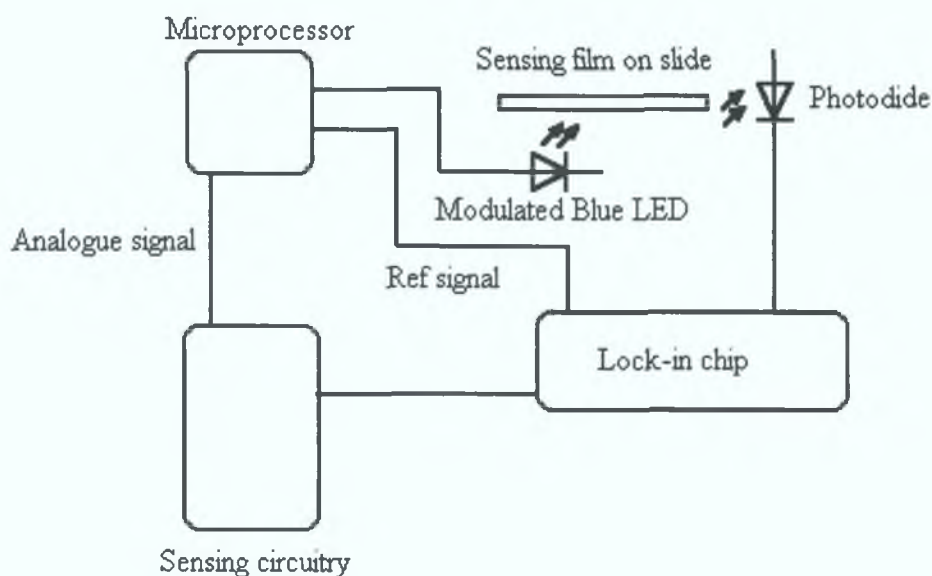 Microprocessor
Sensing film on slide
Photodide
Modulated Blue LED
Analogue signal
Ref signal
Lock-in chip
Sensing circuitry